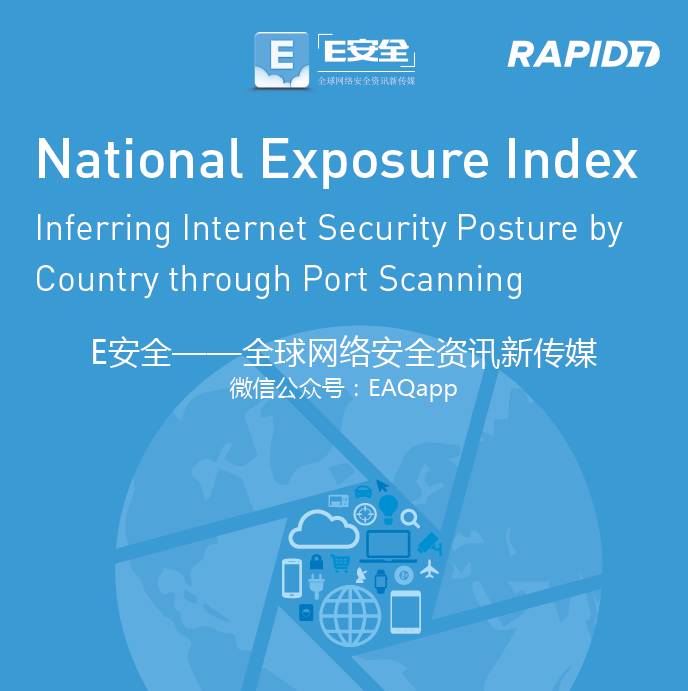 E
E安全
全球网络安全资讯新传媒
RAPID7
National Exposure Index
Inferring Internet Security Posture by
Country through Port Scanning
E安全——全球网络安全资讯新传媒
微信公众号：EAQapp